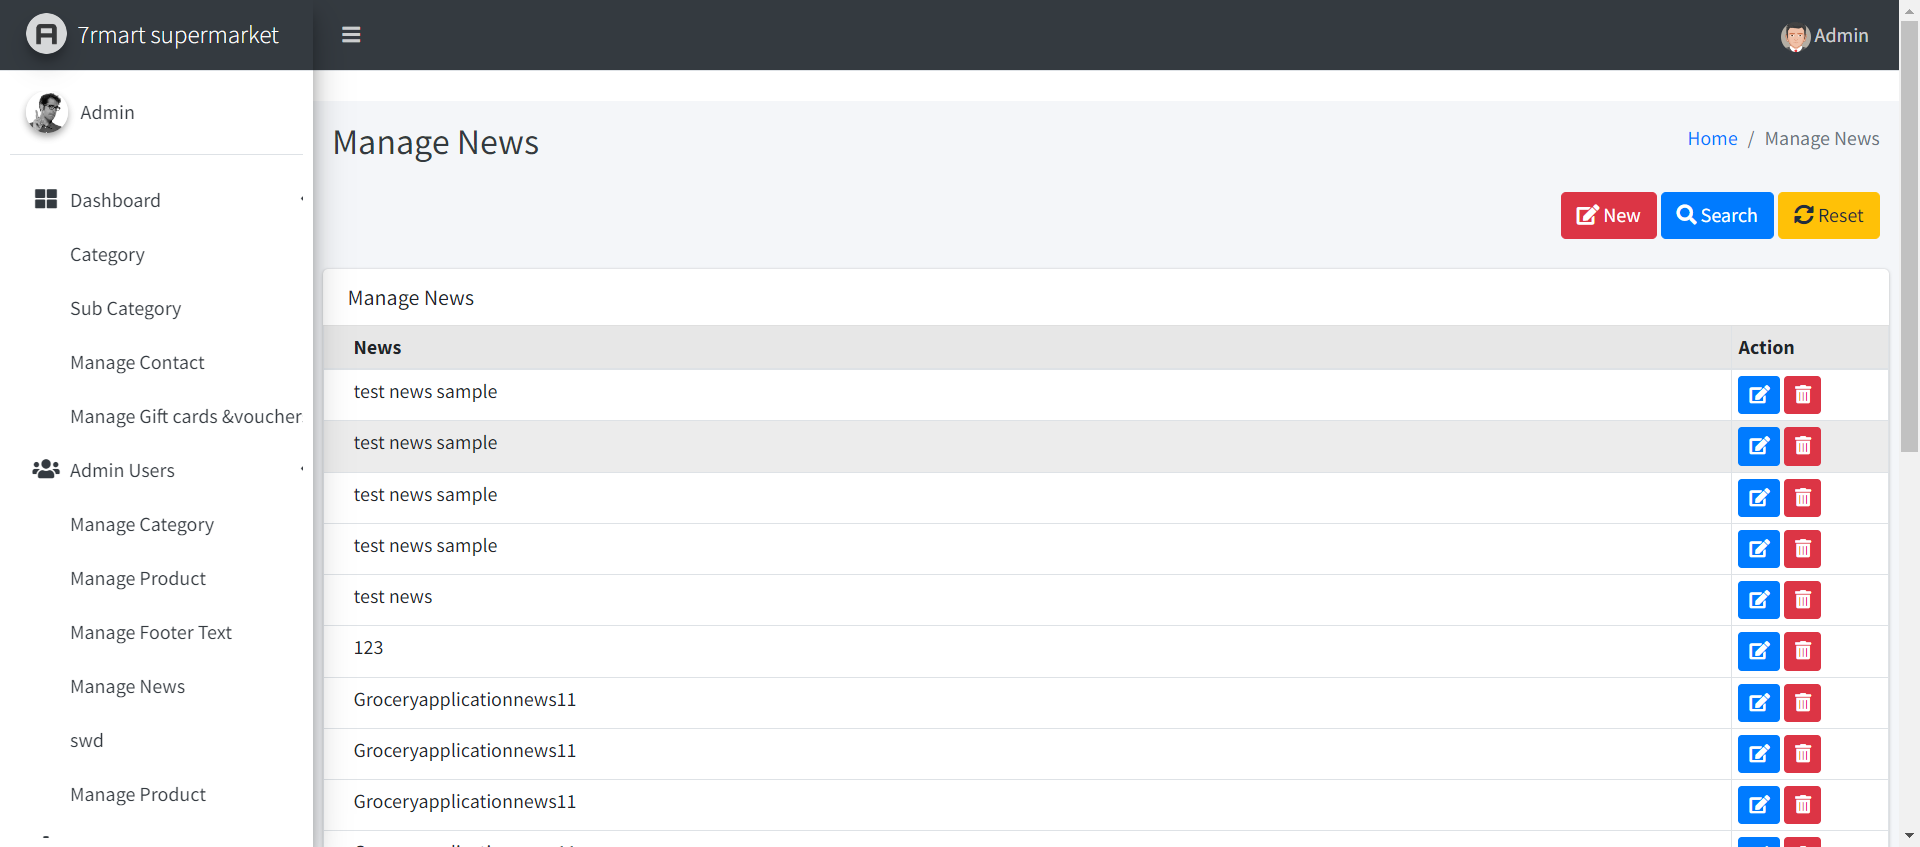 7rmart supermarket
Admin
Admin
Manage News
Home / Manage News
New
Search
Reset
Dashboard
Category
Sub Category
Manage Contact
Manage Gift cards &voucher
Admin Users
Manage Category
Manage Product
Manage Footer Text
Manage News
swd
Manage Product
Manage News
News Action
test news sample
test news sample
test news sample
test news sample
test news
123
Groceryapplicationnews11
Groceryapplicationnews11
Groceryapplicationnews11